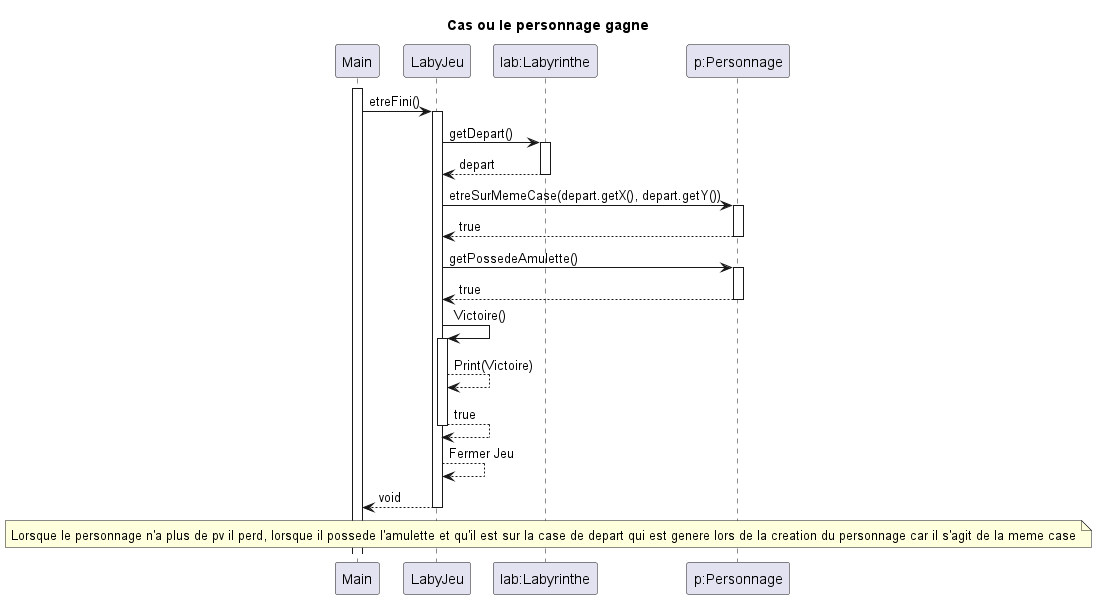 Cas ou le personnage gagne
Main LabyJeu lab:Labyrinthe p:Personnage
etreFini()
getDepart()
depart
etreSurMemeCase(depart.getX(), depart.getY())
true
getPossedeAmulette()
true
Victoire()
Print(Victoire)
true
Fermer Jeu
void
Lorsque le personnage n'a plus de pv il perd, lorsque il possede l'amulette et qu'il est sur la case de depart qui est genere lors de la creation du personnage car il s'agit de la meme case
Main LabyJeu lab:Labyrinthe p:Personnage